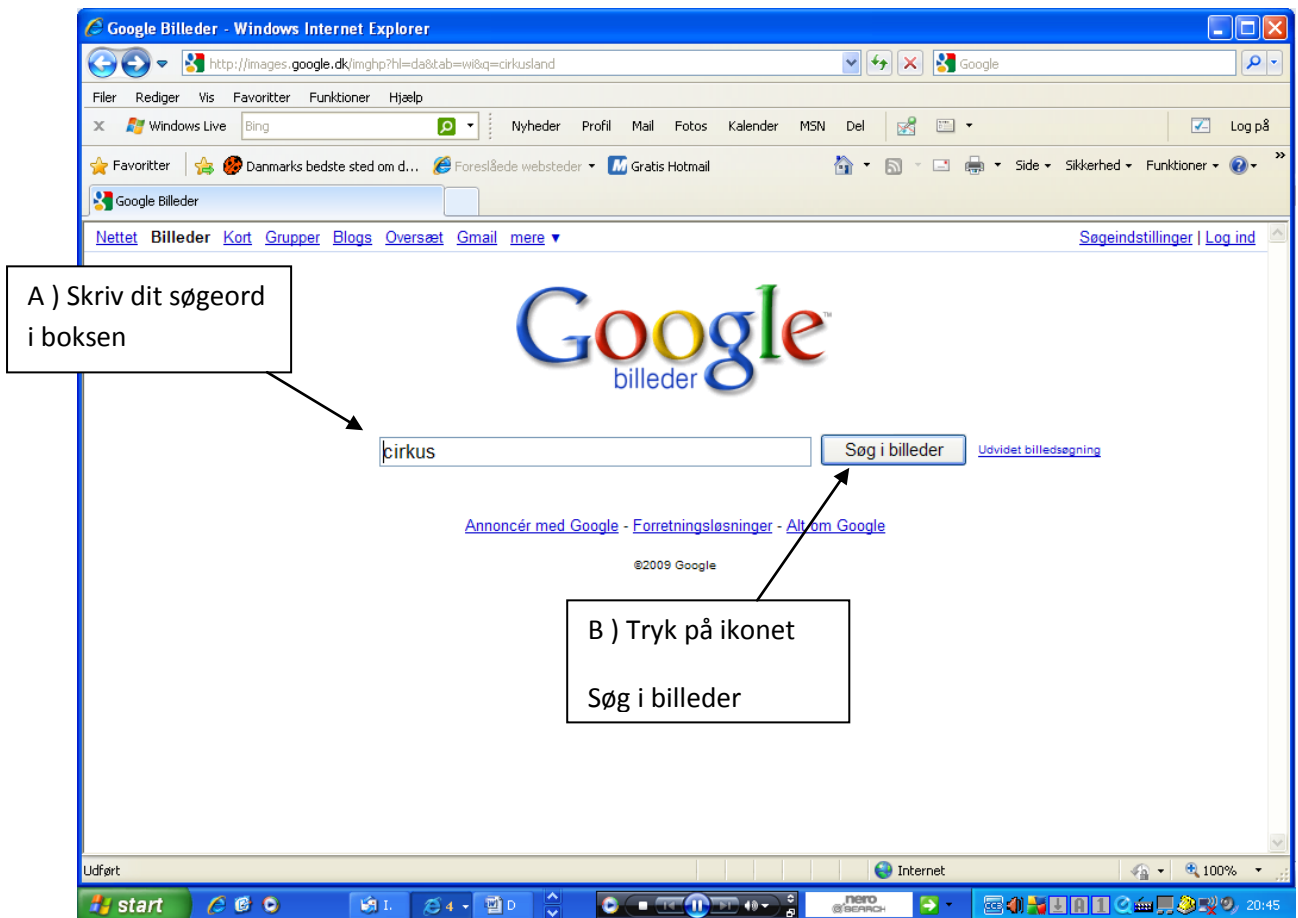 Google Billeder - Windows Internet Explorer
http://images.google.dk/imghp?hl=da&tab=wi&q=cirkusland
Google
Filer Rediger Vis Favoritter Funktioner Hjælp
x Windows Live Bing Nyheder Profil Mail Fotos Kalender MSN Del Log på
Favoritter Danmarks bedste sted om d... Foreslåede websteder Gratis Hotmail Side Sikkerhed Funktioner »
Google Billeder
Nettet Billeder Kort Grupper Blogs Oversæt Gmail mere ▼ Søgeindstillinger | Log ind
A ) Skriv dit søgeord
i boksen
Google™
billeder
cirkus Søg i billeder Udvidet billedsøgning
Annoncér med Google - Forretningsløsninger - Alt om Google
©2009 Google
B ) Tryk på ikonet
Søg i billeder
Udført Internet 100%
start I. 4 D nero @SEARCH 20:45